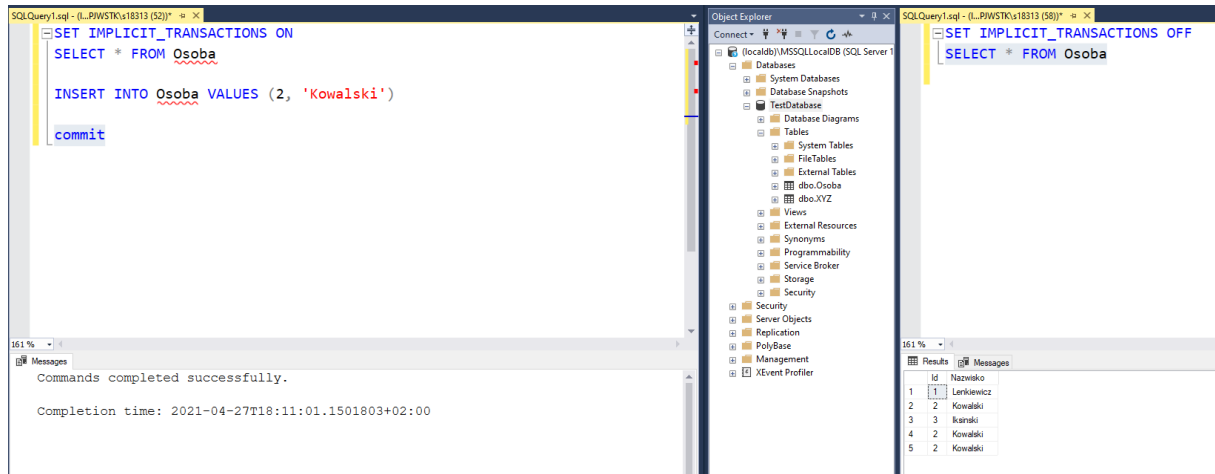 SQLQuery1.sql - (l...PJWSTK\s18313 (52))*
SET IMPLICIT_TRANSACTIONS ON
SELECT * FROM Osoba
INSERT INTO Osoba VALUES (2, 'Kowalski')
commit
161 %
Messages
Commands completed successfully.
Completion time: 2021-04-27T18:11:01.1501803+02:00
Object Explorer
Connect
(localdb)\MSSQLLocalDB (SQL Server 1
Databases
System Databases
Database Snapshots
TestDatabase
Database Diagrams
Tables
System Tables
FileTables
External Tables
dbo.Osoba
dbo.XYZ
Views
External Resources
Synonyms
Programmability
Service Broker
Storage
Security
Security
Server Objects
Replication
PolyBase
Management
XEvent Profiler
SQLQuery1.sql - (l...PJWSTK\s18313 (58))*
SET IMPLICIT_TRANSACTIONS OFF
SELECT * FROM Osoba
161 %
Results Messages
Id Nazwisko
1 1 Lenkiewicz
2 2 Kowalski
3 3 Iksinski
4 2 Kowalski
5 2 Kowalski